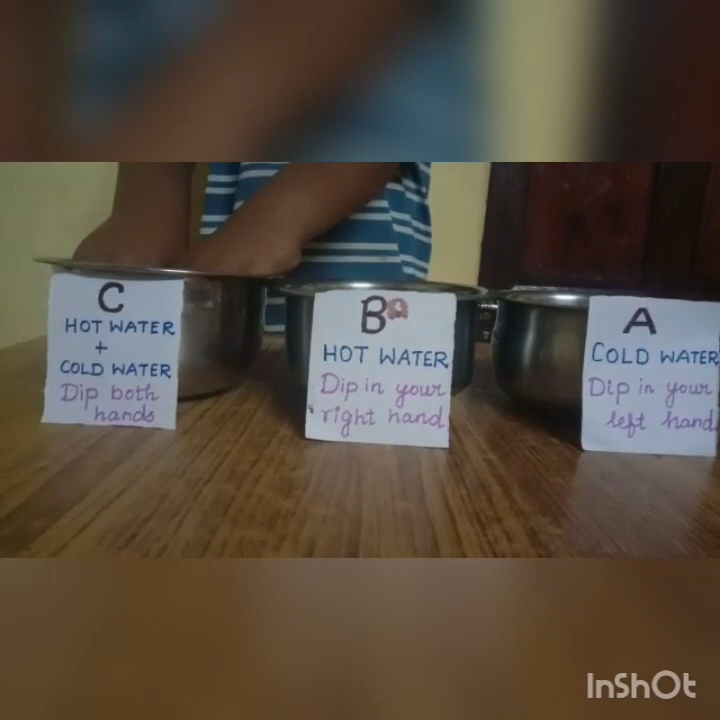 C
HOT WATER
+
COLD WATER
Dip both
hands
B
HOT WATER
Dip in your
right hand
A
COLD WATER
Dip in your
left hand
InShOt